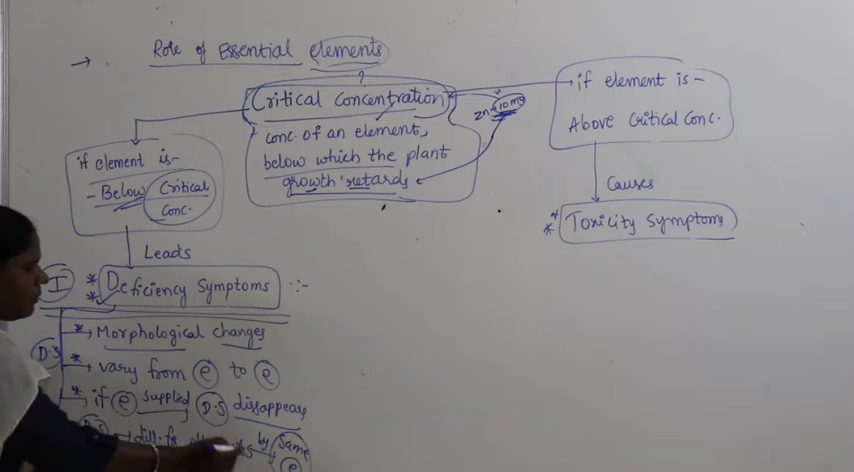 → Role of Essential elements
?
Critical Concentration
conc. of an element,
below which the plant
growth retards
Zn → 10 mg
if element is -
Above Critical Conc.
Causes
* * Toxicity Symptoms
if element is -
- Below Critical
Conc.
Leads
I * * Deficiency Symptoms :-
* → Morphological changes
D.S
* → vary from e to e
* → if e supplied D.S disappears
D.S by same
e